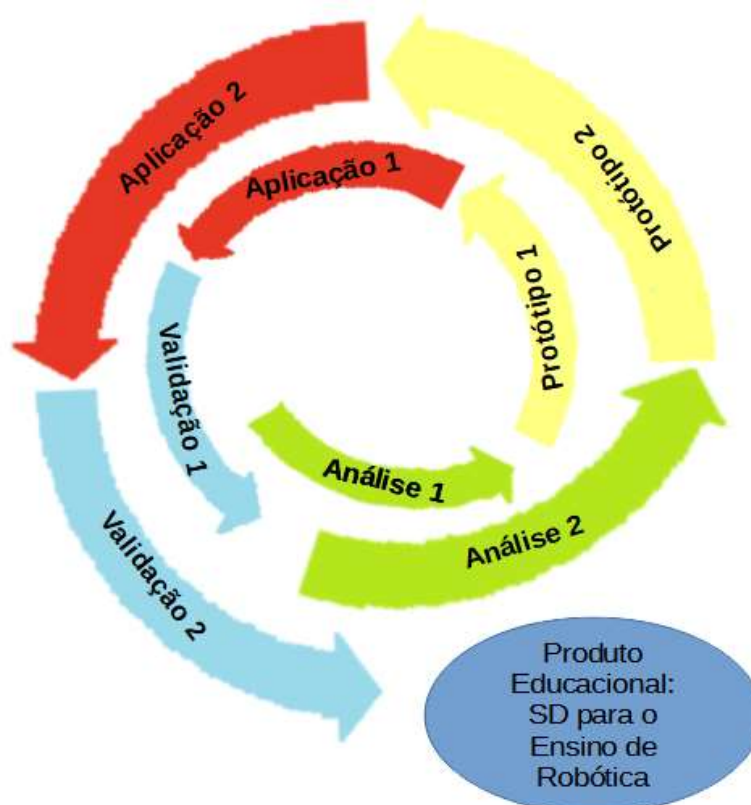 Análise 1
Protótipo 1
Aplicação 1
Validação 1
Análise 2
Protótipo 2
Aplicação 2
Validação 2
Produto
Educacional:
SD para o
Ensino de
Robótica